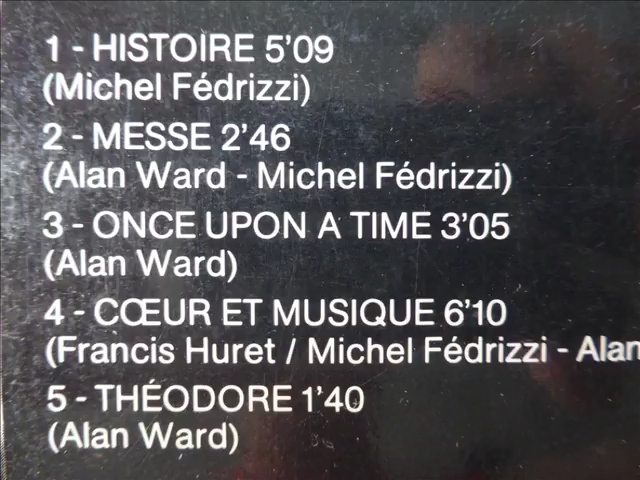 1 - HISTOIRE 5'09
(Michel Fédrizzi)
2 - MESSE 2'46
(Alan Ward - Michel Fédrizzi)
3 - ONCE UPON A TIME 3'05
(Alan Ward)
4 - CŒUR ET MUSIQUE 6'10
(Francis Huret / Michel Fédrizzi - Alan
5 - THÉODORE 1'40
(Alan Ward)